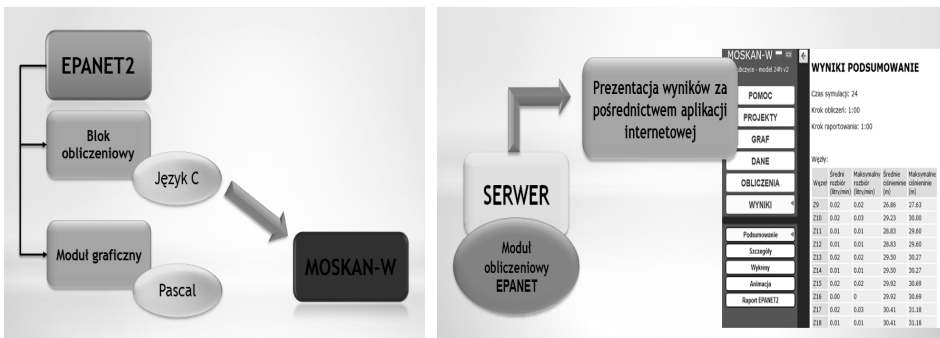 EPANET2
Blok
obliczeniowy
Język C
Moduł graficzny
Pascal
MOSKAN-W
SERWER
Moduł
obliczeniowy
EPANET
Prezentacja wyników za
pośrednictwem aplikacji
internetowej
MOSKAN-W
model 24h v2
POMOC
PROJEKTY
GRAF
DANE
OBLICZENIA
WYNIKI
Podsumowanie
Szczegóły
Wykresy
Animacja
Raport EPANET2
WYNIKI PODSUMOWANIE
Czas symulacji: 24
Krok obliczeń: 1:00
Krok raportowania: 1:00
Węzły:
Średni Maksymalny Średnie Maksymalne
Węzeł rozbiór rozbiór ciśnienie ciśnienie
(litry/min) (litry/min) (m) (m)
Z9 0.02 0.02 26.86 27.63
Z10 0.02 0.03 29.23 30.00
Z11 0.01 0.01 28.83 29.60
Z12 0.01 0.01 28.83 29.60
Z13 0.02 0.02 29.50 30.27
Z14 0.01 0.01 29.50 30.27
Z15 0.02 0.02 29.92 30.69
Z16 0.00 0 29.92 30.69
Z17 0.02 0.03 30.41 31.18
Z18 0.01 0.01 30.41 31.18